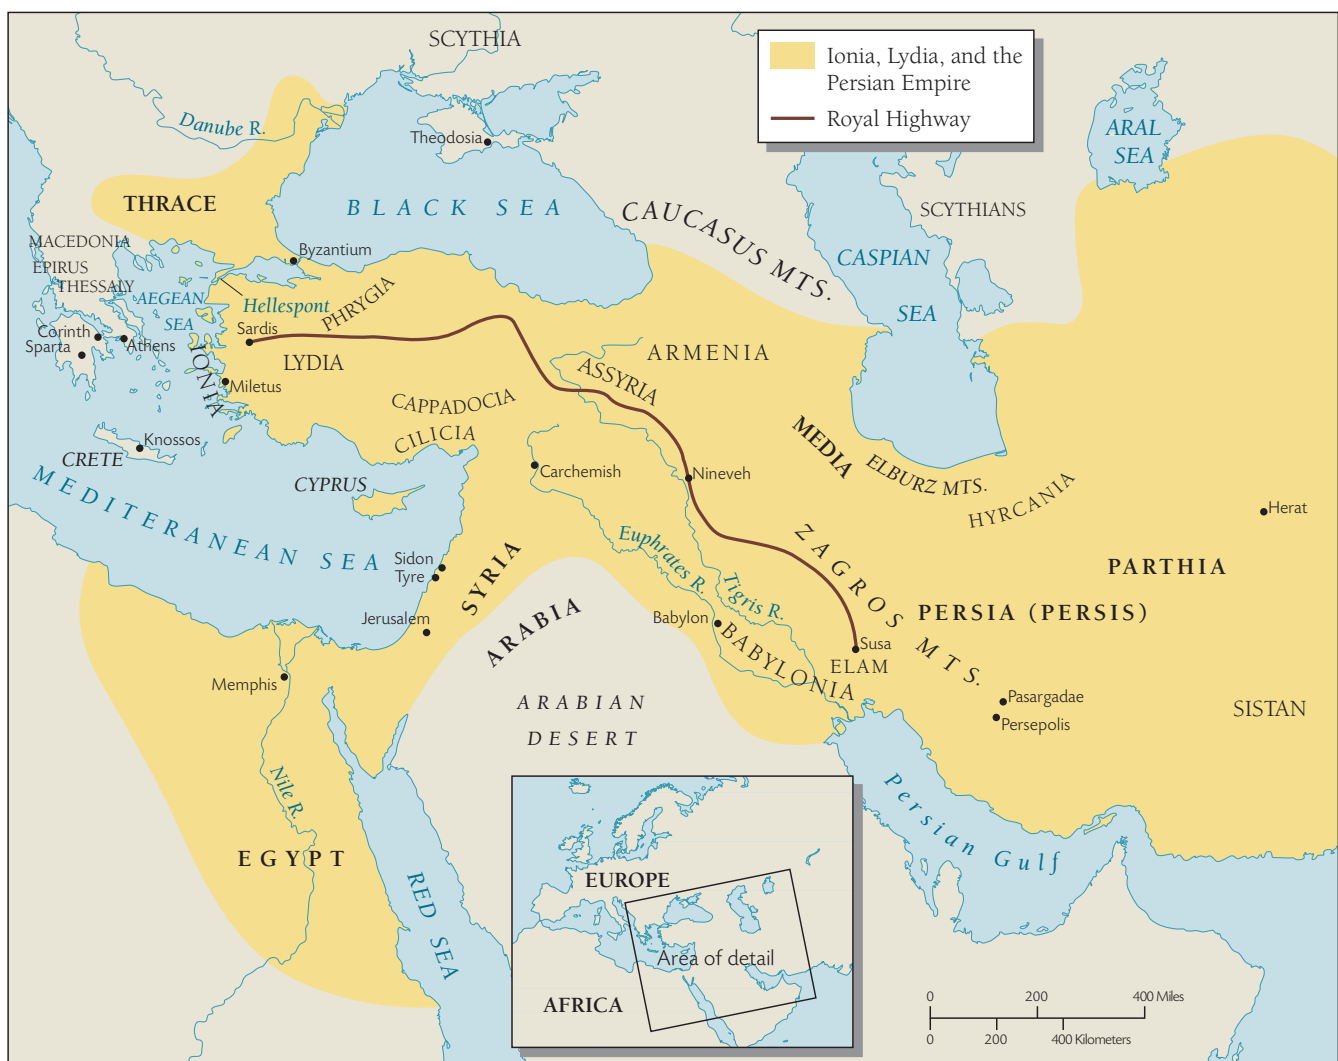 SCYTHIA
Ionia, Lydia, and the
Persian Empire
Royal Highway
Danube R.
Theodosia
ARAL
SEA
THRACE
BLACK SEA
CAUCASUS MTS.
SCYTHIANS
MACEDONIA
Byzantium
CASPIAN
SEA
EPIRUS
THESSALY
AEGEAN
SEA
Hellespont
PHRYGIA
Corinth
Sparta
Athens
Sardis
LYDIA
IONIA
Miletus
ARMENIA
ASSYRIA
CAPPADOCIA
CILICIA
Knossos
CRETE
CYPRUS
Carchemish
Nineveh
MEDIA
ELBURZ MTS.
HYRCANIA
Herat
MEDITERANEAN SEA
Sidon
Tyre
SYRIA
Euphrates R.
Tigris R.
ZAGROS MTS.
PARTHIA
PERSIA (PERSIS)
Jerusalem
ARABIA
Babylon
BABYLONIA
Susa
ELAM
Memphis
ARABIAN
DESERT
Pasargadae
Persepolis
SISTAN
Nile R.
EGYPT
RED SEA
Persian Gulf
EUROPE
Area of detail
AFRICA
0 200 400 Miles
0 200 400 Kilometers